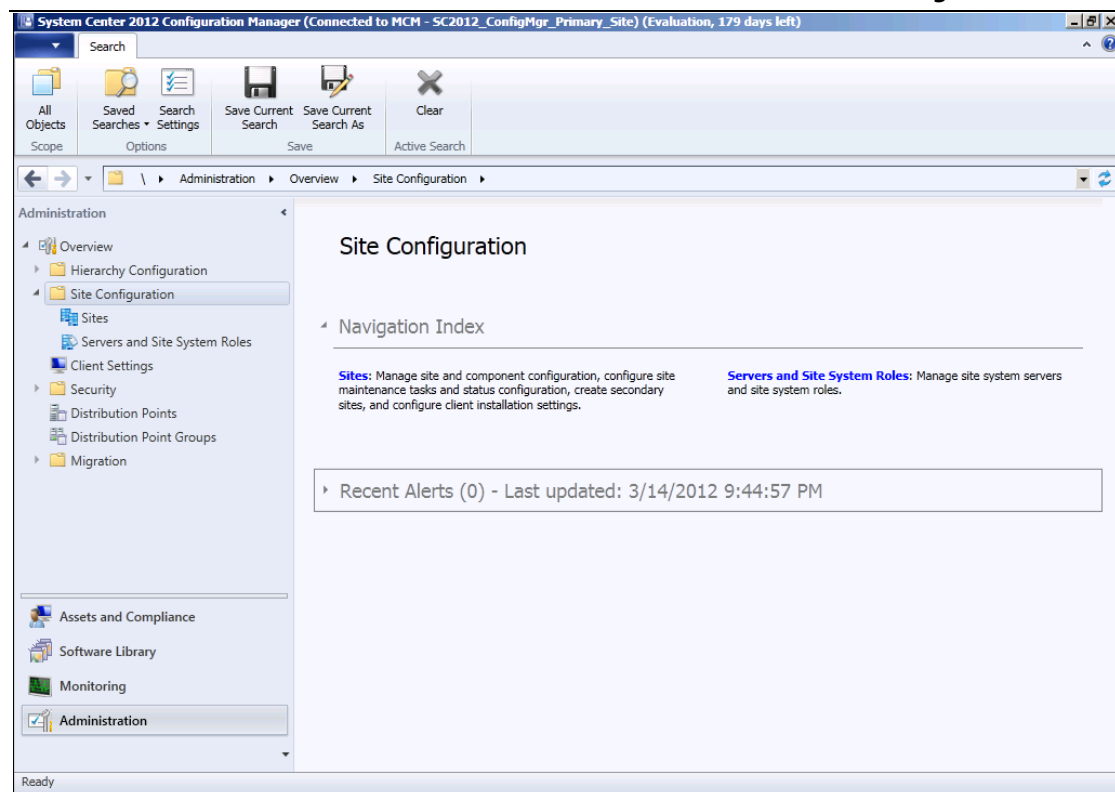 System Center 2012 Configuration Manager (Connected to MCM - SC2012_ConfigMgr_Primary_Site) (Evaluation, 179 days left)
Search
All Objects
Saved Searches
Search Settings
Save Current Search
Save Current Search As
Clear
Scope
Options
Save
Active Search
\ Administration Overview Site Configuration
Administration
Overview
Hierarchy Configuration
Site Configuration
Sites
Servers and Site System Roles
Client Settings
Security
Distribution Points
Distribution Point Groups
Migration
Assets and Compliance
Software Library
Monitoring
Administration
Site Configuration
Navigation Index
Sites: Manage site and component configuration, configure site
maintenance tasks and status configuration, create secondary
sites, and configure client installation settings.
Servers and Site System Roles: Manage site system servers
and site system roles.
Recent Alerts (0) - Last updated: 3/14/2012 9:44:57 PM
Ready